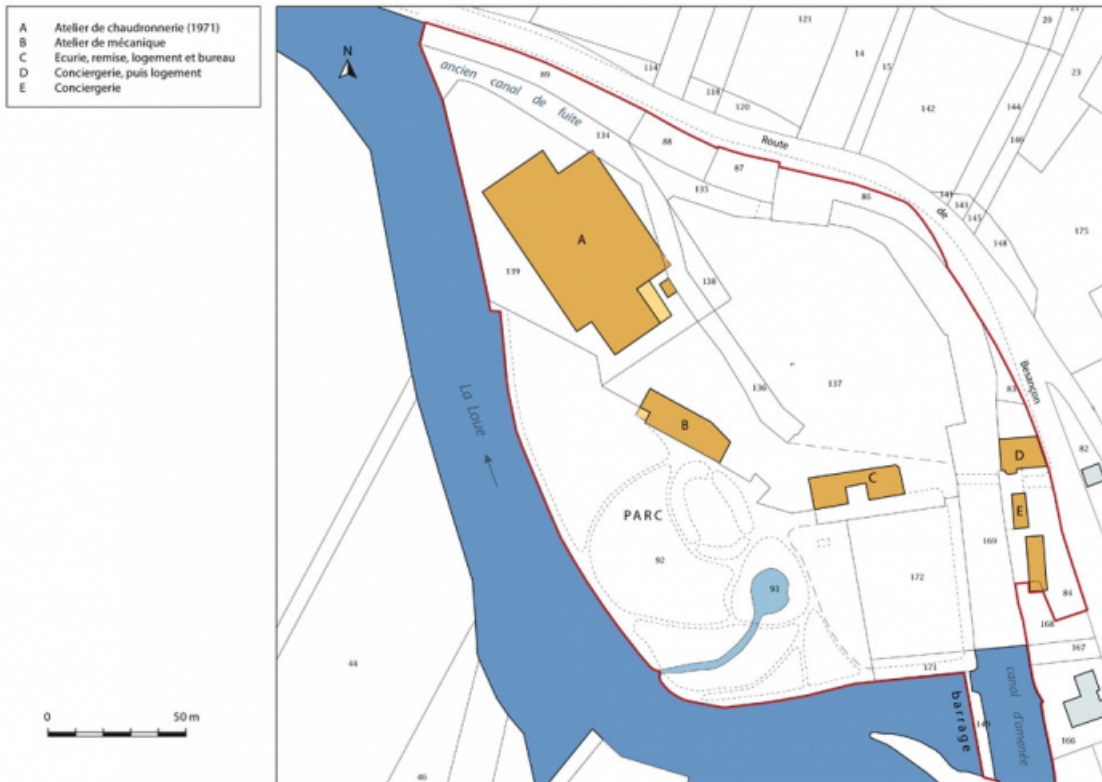 A Atelier de chaudronnerie (1971)
B Atelier de mécanique
C Ecurie, remise, logement et bureau
D Conciergerie, puis logement
E Conciergerie
N
121
20
14
15
23
114
89
118
120
142
144
146
ancien canal de fuite
134
88
Route
87
135
86
141
143
145
de
148
175
A
139
138
La Loue
136
137
Besançon
83
B
82
D
C
E
PARC
92
169
93
172
84
168
44
167
171
0 50 m
barrage
149
canal d'amenée
166
46